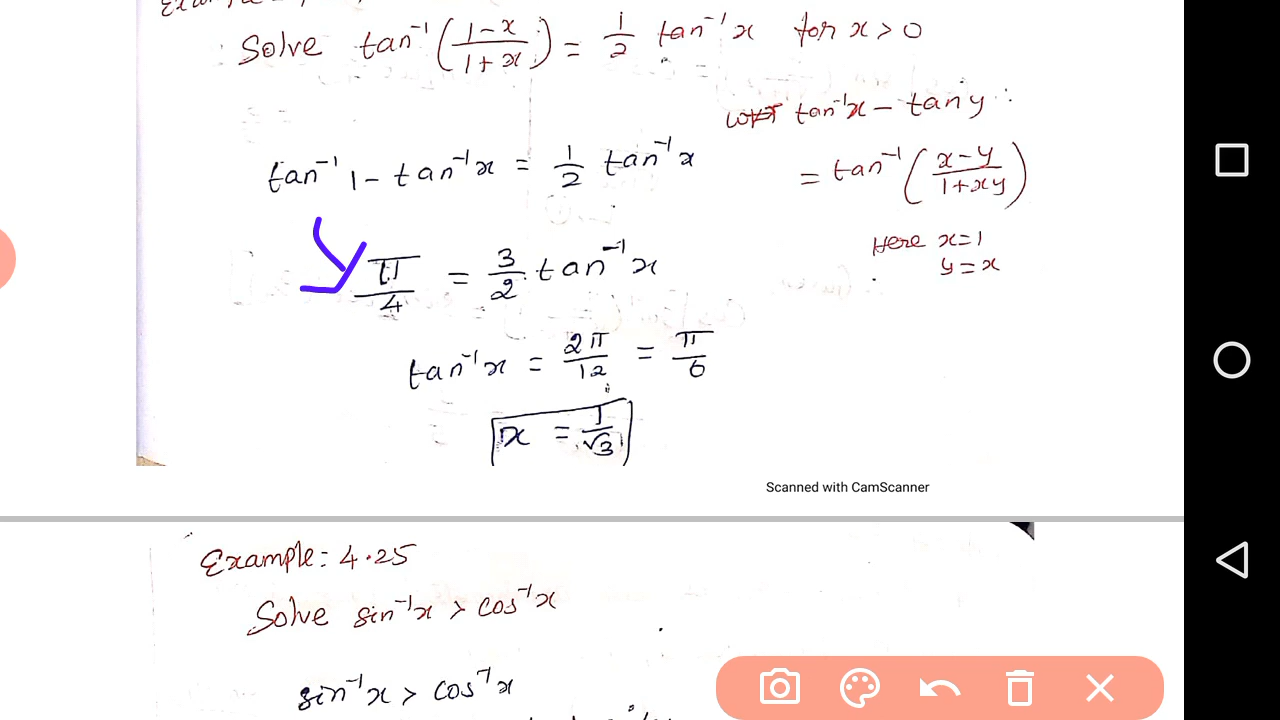 Solve tan⁻¹(1-x/1+x) = 1/2 tan⁻¹x for x > 0
tan⁻¹x - tan y
= tan⁻¹(x-y/1+xy)
Here x=1
y=x
tan⁻¹ 1 - tan⁻¹x = 1/2 tan⁻¹x
π/4 = 3/2 tan⁻¹x
tan⁻¹x = 2π/12 = π/6
x = 1/√3
Scanned with CamScanner
Example: 4.25
Solve sin⁻¹x > cos⁻¹x
sin⁻¹x > cos⁻¹x